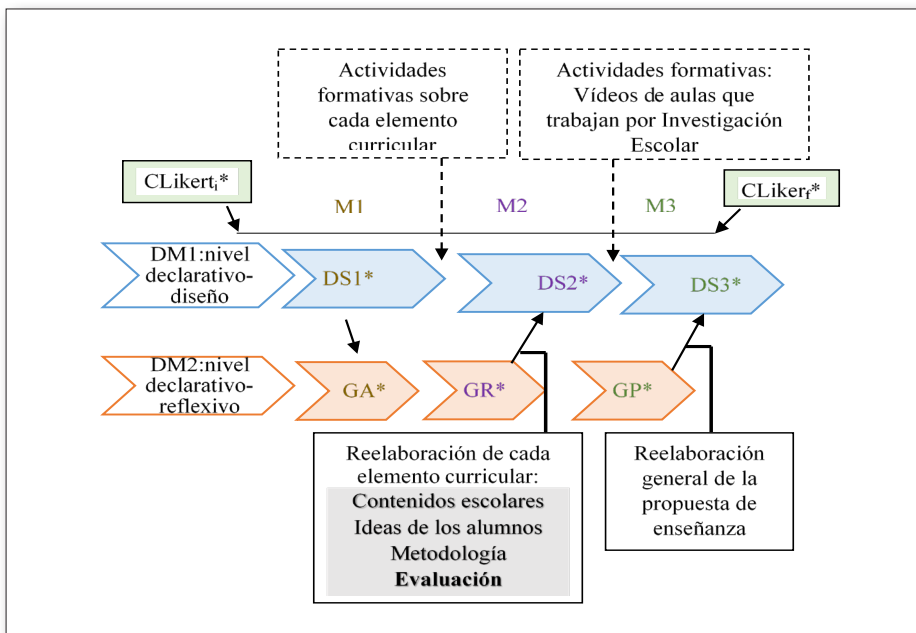 Actividades
formativas sobre
cada elemento
curricular
Actividades formativas:
Vídeos de aulas que
trabajan por Investigación
Escolar
CLikertᵢ*
CLiker_f*
M1
M2
M3
DM1:nivel
declarativo-
diseño
DS1*
DS2*
DS3*
DM2:nivel
declarativo-
reflexivo
GA*
GR*
GP*
Reelaboración de cada
elemento curricular:
Contenidos escolares
Ideas de los alumnos
Metodología
Evaluación
Reelaboración
general de la
propuesta de
enseñanza